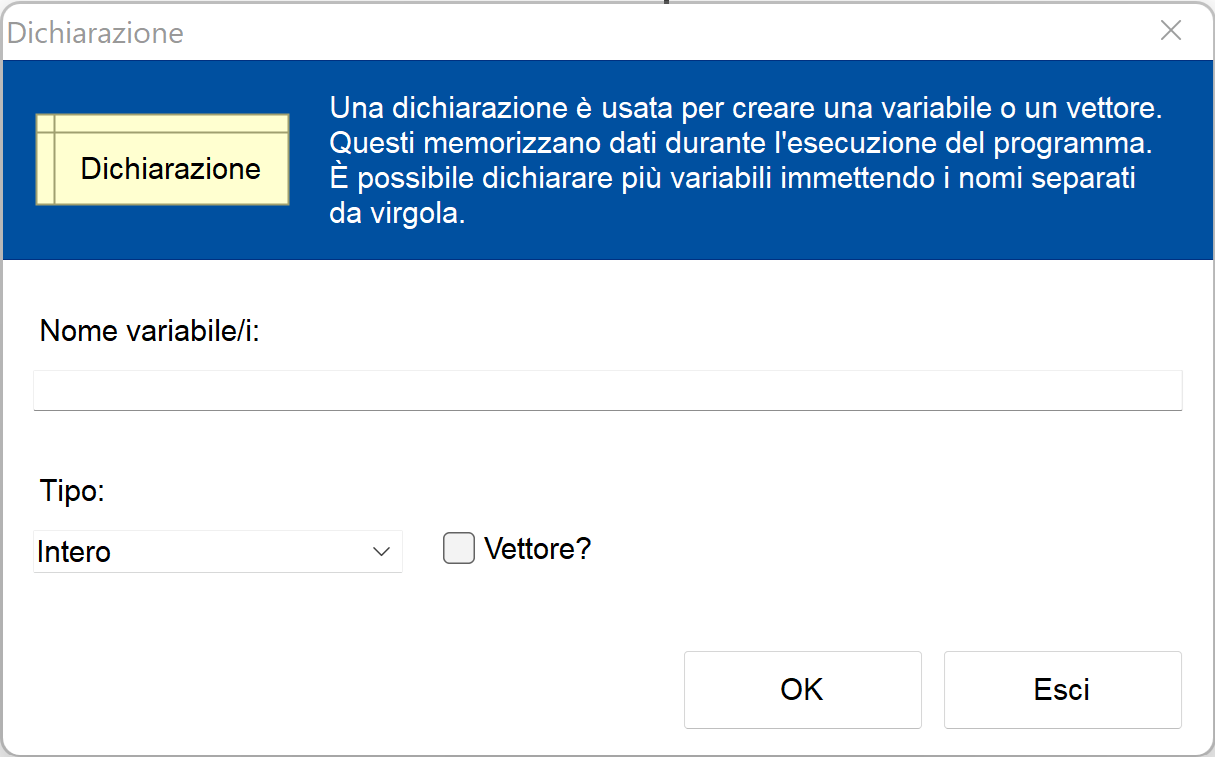 Dichiarazione
Dichiarazione
Una dichiarazione è usata per creare una variabile o un vettore.
Questi memorizzano dati durante l'esecuzione del programma.
È possibile dichiarare più variabili immettendo i nomi separati
da virgola.
Nome variabile/i:
Tipo:
Intero
Vettore?
OK
Esci